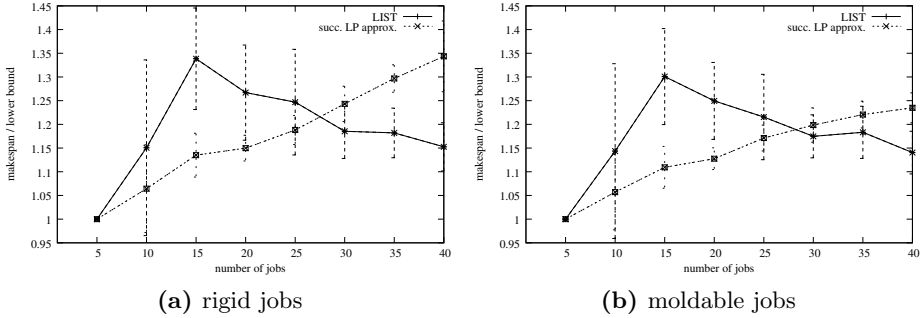 LIST
succ. LP approx.
makespan / lower bound
1.45
1.4
1.35
1.3
1.25
1.2
1.15
1.1
1.05
1
0.95
5 10 15 20 25 30 35 40
number of jobs
(a) rigid jobs
LIST
succ. LP approx.
makespan / lower bound
1.45
1.4
1.35
1.3
1.25
1.2
1.15
1.1
1.05
1
0.95
5 10 15 20 25 30 35 40
number of jobs
(b) moldable jobs